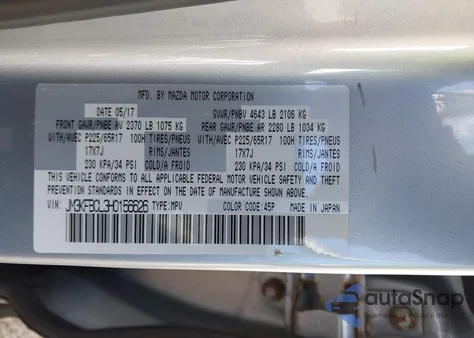 MFD. BY MAZDA MOTOR CORPORATION
DATE 05/17 GVWR/PNBV 4643 LB 2106 KG
FRONT GAWR/PNBE AV 2370 LB 1075 KG REAR GAWR/PNBE AR 2280 LB 1034 KG
WITH/AVEC P225/65R17 100H TIRES/PNEUS WITH/AVEC P225/65R17 100H TIRES/PNEUS
17X7J RIMS/JANTES 17X7J RIMS/JANTES
230 KPA/34 PSI COLD/A FROID 230 KPA/34 PSI COLD/A FROID
THIS VEHICLE CONFORMS TO ALL APPLICABLE FEDERAL MOTOR VEHICLE
SAFETY, BUMPER, AND THEFT PREVENTION STANDARDS IN
EFFECT ON THE DATE OF MANUFACTURE SHOWN ABOVE.
VIN: JM3KFBCL3H0166626 TYPE:MPV COLOR CODE: 45P
autoSnap